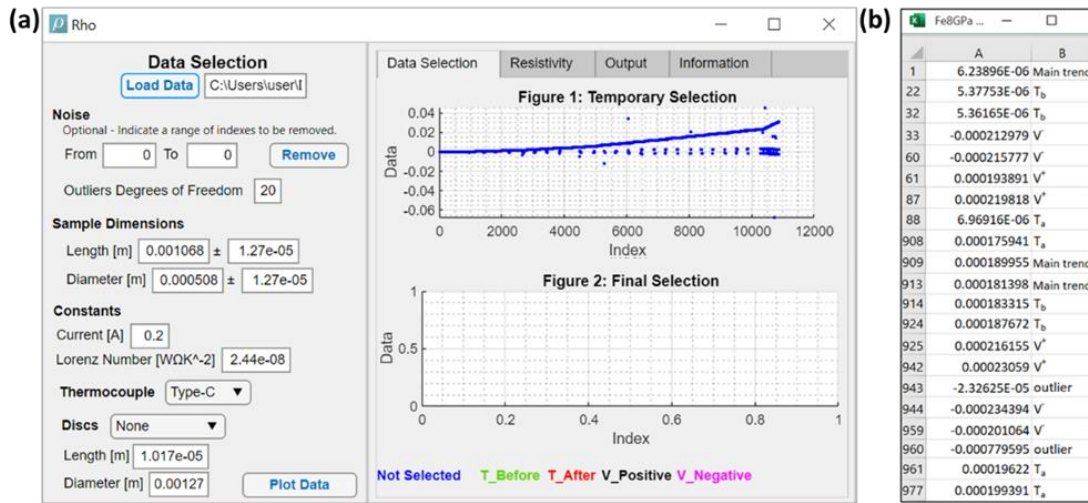 (a)
Rho
Data Selection
Load Data C:\Users\user\I
Noise
Optional - Indicate a range of indexes to be removed.
From 0 To 0 Remove
Outliers Degrees of Freedom 20
Sample Dimensions
Length [m] 0.001068 ± 1.27e-05
Diameter [m] 0.000508 ± 1.27e-05
Constants
Current [A] 0.2
Lorenz Number [WΩK^-2] 2.44e-08
Thermocouple Type-C
Discs None
Length [m] 1.017e-05
Diameter [m] 0.00127 Plot Data
Data Selection Resistivity Output Information
Figure 1: Temporary Selection
0.04
0.02
0
-0.02
-0.04
-0.06
Data
0 2000 4000 6000 8000 10000 12000
Index
Figure 2: Final Selection
1
0.5
0
Data
0 0.2 0.4 0.6 0.8 1
Index
Not Selected T_Before T_After V_Positive V_Negative
(b)
Fe8GPa ...
A B
1 6.23896E-06 Main trend
22 5.37753E-06 T_b
32 5.36165E-06 T_b
33 -0.000212979 V⁻
60 -0.000215777 V⁻
61 0.000193891 V⁺
87 0.000219818 V⁺
88 6.96916E-06 T_a
908 0.000175941 T_a
909 0.000189955 Main trend
913 0.000181398 Main trend
914 0.000183315 T_b
924 0.000187672 T_b
925 0.000216155 V⁺
942 0.00023059 V⁺
943 -2.32625E-05 outlier
944 -0.000234394 V⁻
959 -0.000201064 V⁻
960 -0.000779595 outlier
961 0.00019622 T_a
977 0.000199391 T_a